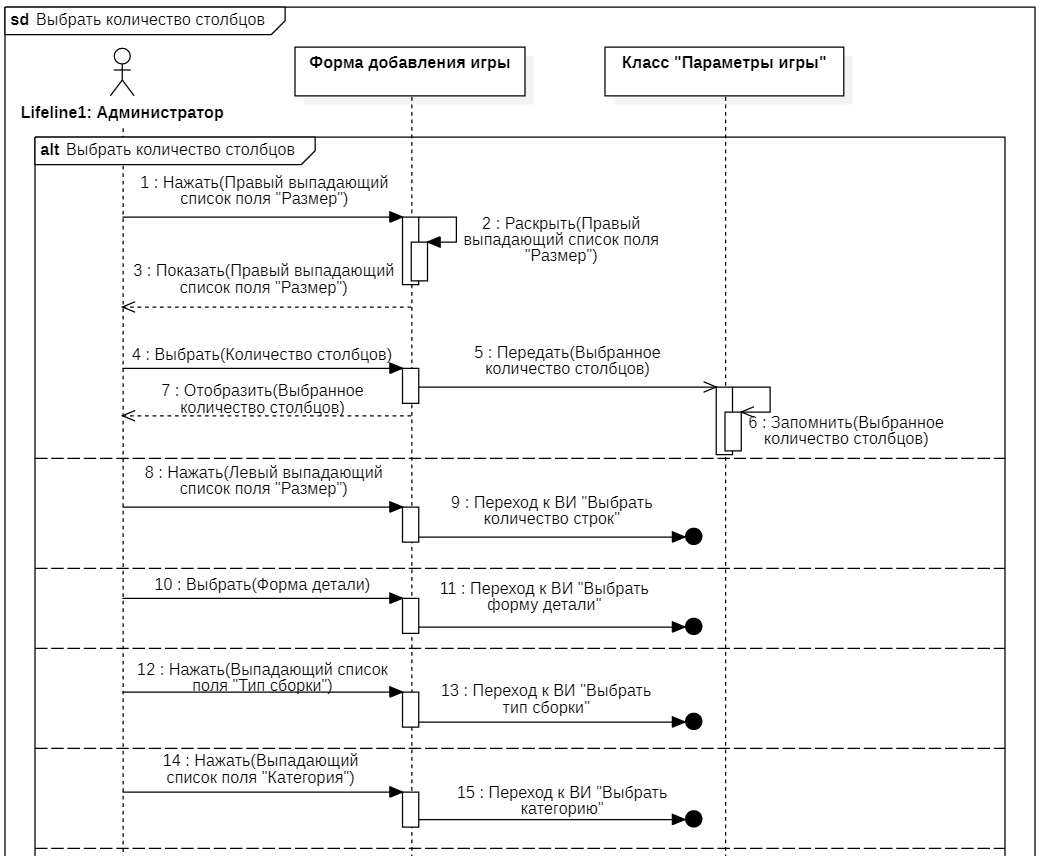 sd Выбрать количество столбцов
Форма добавления игры
Класс "Параметры игры"
Lifeline1: Администратор
alt Выбрать количество столбцов
1 : Нажать(Правый выпадающий
список поля "Размер")
2 : Раскрыть(Правый
выпадающий список поля
"Размер")
3 : Показать(Правый выпадающий
список поля "Размер")
4 : Выбрать(Количество столбцов)
5 : Передать(Выбранное
количество столбцов)
7 : Отобразить(Выбранное
количество столбцов)
6 : Запомнить(Выбранное
количество столбцов)
8 : Нажать(Левый выпадающий
список поля "Размер")
9 : Переход к ВИ "Выбрать
количество строк"
10 : Выбрать(Форма детали)
11 : Переход к ВИ "Выбрать
форму детали"
12 : Нажать(Выпадающий список
поля "Тип сборки")
13 : Переход к ВИ "Выбрать
тип сборки"
14 : Нажать(Выпадающий
список поля "Категория")
15 : Переход к ВИ "Выбрать
категорию"